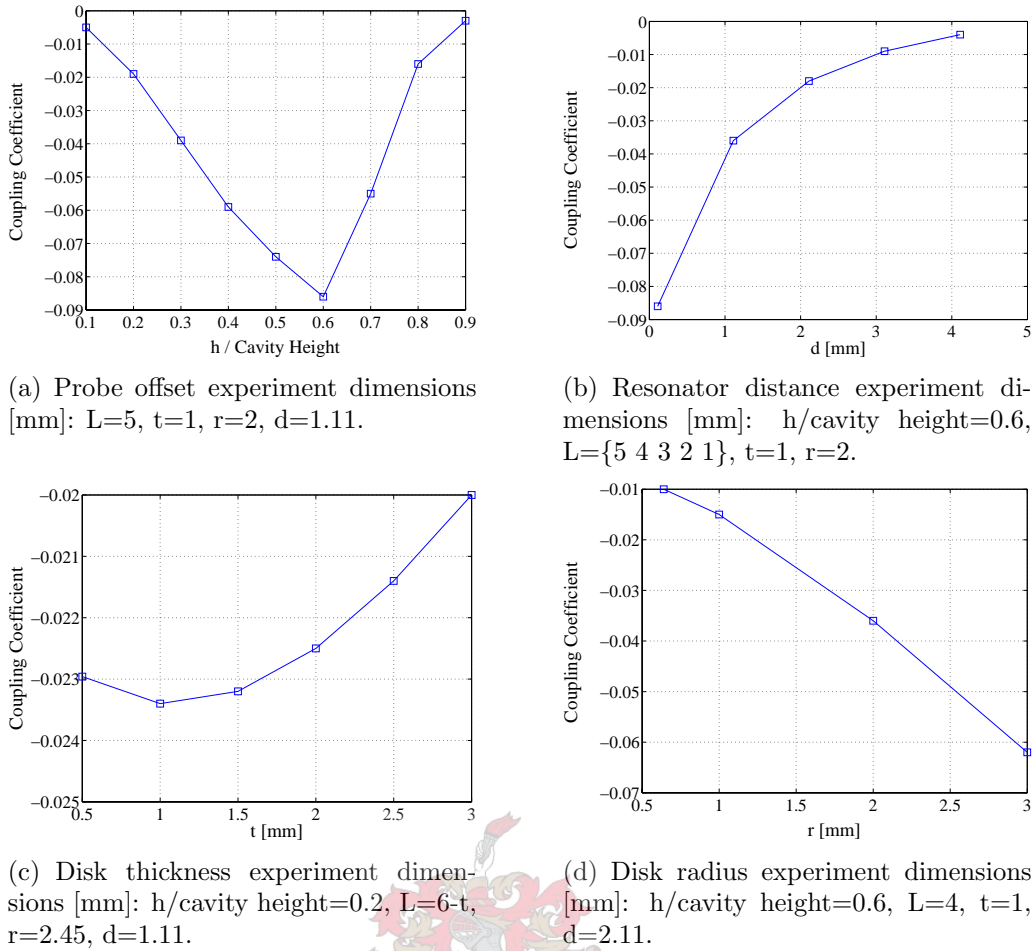 0
−0.01
−0.02
−0.03
−0.04
−0.05
−0.06
−0.07
−0.08
−0.09
Coupling Coefficient
0.1 0.2 0.3 0.4 0.5 0.6 0.7 0.8 0.9
h / Cavity Height
(a) Probe offset experiment dimensions
[mm]: L=5, t=1, r=2, d=1.11.
0
−0.01
−0.02
−0.03
−0.04
−0.05
−0.06
−0.07
−0.08
−0.09
Coupling Coefficient
0 1 2 3 4 5
d [mm]
(b) Resonator distance experiment di-
mensions [mm]: h/cavity height=0.6,
L={5 4 3 2 1}, t=1, r=2.
−0.02
−0.021
−0.022
−0.023
−0.024
−0.025
Coupling Coefficient
0.5 1 1.5 2 2.5 3
t [mm]
(c) Disk thickness experiment dimen-
sions [mm]: h/cavity height=0.2, L=6-t,
r=2.45, d=1.11.
−0.01
−0.02
−0.03
−0.04
−0.05
−0.06
−0.07
Coupling Coefficient
0.5 1 1.5 2 2.5 3
r [mm]
(d) Disk radius experiment dimensions
[mm]: h/cavity height=0.6, L=4, t=1,
d=2.11.